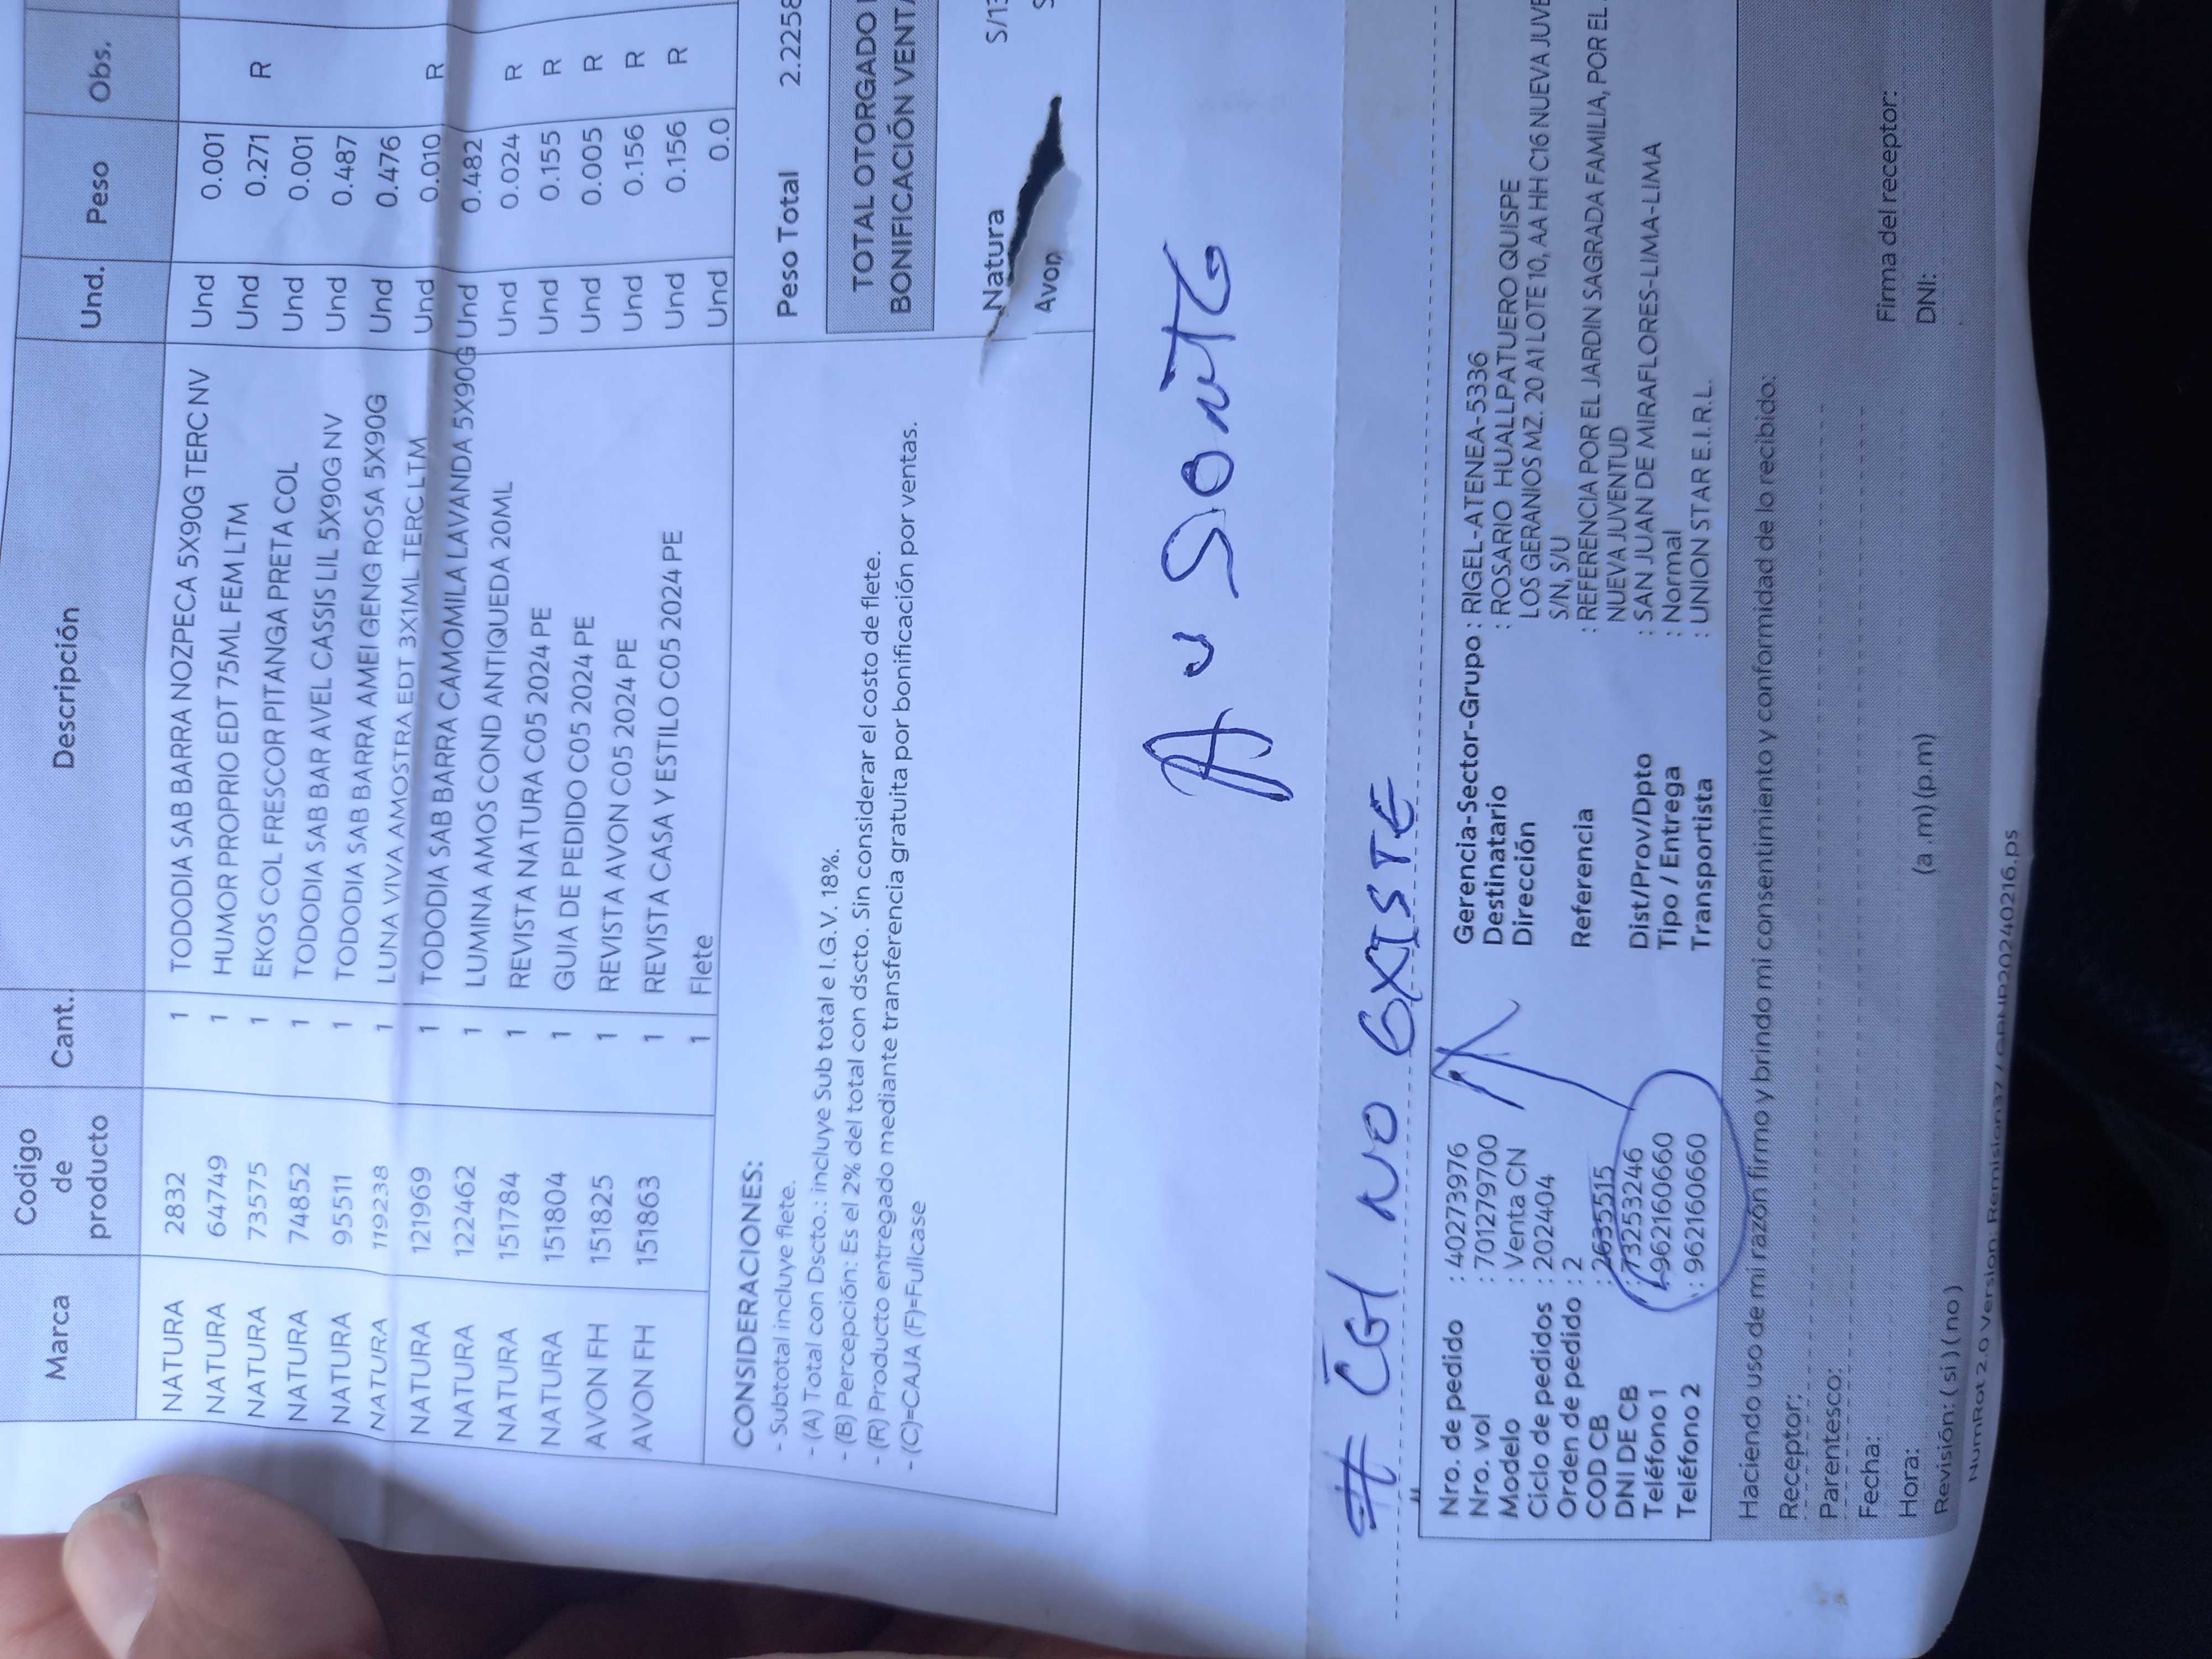 Marca Codigo de producto Cant.. Descripción Und. Peso Obs.
NATURA 2832 1 TODODIA SAB BARRA NOZPECA 5X90G TERC NV Und 0.001
NATURA 64749 1 HUMOR PROPRIO EDT 75ML FEM LTM Und 0.271 R
NATURA 73575 1 EKOS COL FRESCOR PITANGA PRETA COL Und 0.001
NATURA 74852 1 TODODIA SAB BAR AVEL CASSIS LIL 5X90G NV Und 0.487
NATURA 95511 1 TODODIA SAB BARRA AMEI GENG ROSA 5X90G Und 0.476
NATURA 119238 1 LUNA VIVA AMOSTRA EDT 3X1ML TERC LTM Und 0.010 R
NATURA 121969 1 TODODIA SAB BARRA CAMOMILA LAVANDA 5X90G Und 0.482
NATURA 122462 1 LUMINA AMOS COND ANTIQUEDA 20ML Und 0.024 R
NATURA 151784 1 REVISTA NATURA C05 2024 PE Und 0.155 R
NATURA 151804 1 GUIA DE PEDIDO C05 2024 PE Und 0.005 R
AVON FH 151825 1 REVISTA AVON C05 2024 PE Und 0.156 R
AVON FH 151863 1 REVISTA CASA Y ESTILO C05 2024 PE Und 0.156 R
1 Flete Und 0.0
CONSIDERACIONES:
- Subtotal incluye flete.
- (A) Total con Dscto.: incluye Sub total e I.G.V. 18%.
- (B) Percepción: Es el 2% del total con dscto. Sin considerar el costo de flete.
- (R) Producto entregado mediante transferencia gratuita por bonificación por ventas.
- (C)=CAJA (F)=Fullcase
Peso Total 2.2258
TOTAL OTORGADO
BONIFICACIÓN VENTA
Natura S/13
Avon
AUSONTG
# CGl NO EXISTE
Nro. de pedido : 40273976
Nro. vol : 701279700
Modelo : Venta CN
Ciclo de pedidos : 202404
Orden de pedido : 2
COD CB : 26355515
DNI DE CB : 73253246
Teléfono 1 : 962160660
Teléfono 2 : 962160660
Gerencia-Sector-Grupo : RIGEL-ATENEA-5336
Destinatario : ROSARIO HUALLPATUERO QUISPE
Dirección LOS GERANIOS MZ. 20 A1 LOTE 10, AA HH C16 NUEVA JUVE
S/N, S/U
Referencia : REFERENCIA POR EL JARDIN SAGRADA FAMILIA, POR EL
NUEVA JUVENTUD
Dist/Prov/Dpto : SAN JUAN DE MIRAFLORES-LIMA-LIMA
Tipo / Entrega : Normal
Transportista : UNION STAR E.I.R.L.
Haciendo uso de mi razón firmo y brindo mi consentimiento y conformidad de lo recibido:
Receptor:
Parentesco:
Fecha:
Hora: (a.m) (p.m)
Revisión: ( si ) ( no )
Firma del receptor:
DNI: